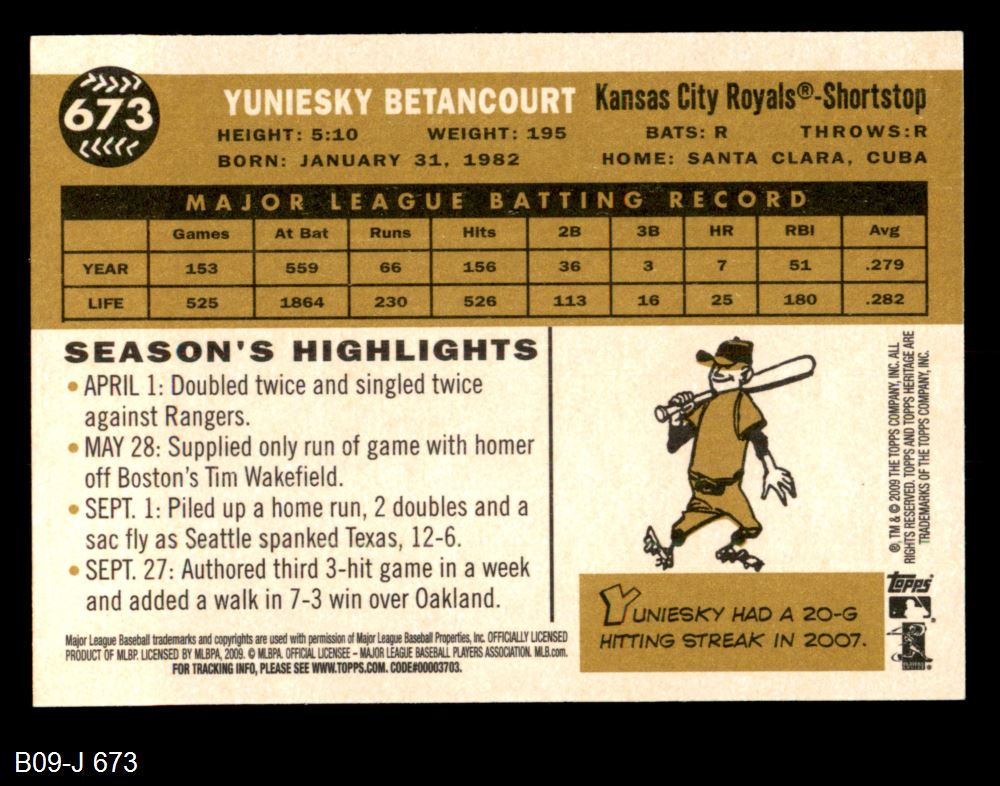 673
YUNIESKY BETANCOURT Kansas City Royals®-Shortstop
HEIGHT: 5:10 WEIGHT: 195 BATS: R THROWS:R
BORN: JANUARY 31, 1982 HOME: SANTA CLARA, CUBA
MAJOR LEAGUE BATTING RECORD
Games At Bat Runs Hits 2B 3B HR RBI Avg
YEAR 153 559 66 156 36 3 7 51 .279
LIFE 525 1864 230 526 113 16 25 180 .282
SEASON'S HIGHLIGHTS
• APRIL 1: Doubled twice and singled twice
against Rangers.
• MAY 28: Supplied only run of game with homer
off Boston's Tim Wakefield.
• SEPT. 1: Piled up a home run, 2 doubles and a
sac fly as Seattle spanked Texas, 12-6.
• SEPT. 27: Authored third 3-hit game in a week
and added a walk in 7-3 win over Oakland.
Major League Baseball trademarks and copyrights are used with permission of Major League Baseball Properties, Inc. OFFICIALLY LICENSED
PRODUCT OF MLBP. LICENSED BY MLBPA, 2009. © MLBPA. OFFICIAL LICENSEE – MAJOR LEAGUE BASEBALL PLAYERS ASSOCIATION. MLB.com.
FOR TRACKING INFO, PLEASE SEE WWW.TOPPS.COM. CODE#00003703.
YUNIESKY HAD A 20-G
HITTING STREAK IN 2007.
®, TM & © 2009 THE TOPPS COMPANY, INC. ALL
RIGHTS RESERVED. TOPPS AND TOPPS HERITAGE ARE
TRADEMARKS OF THE TOPPS COMPANY, INC.
topps
B09-J 673